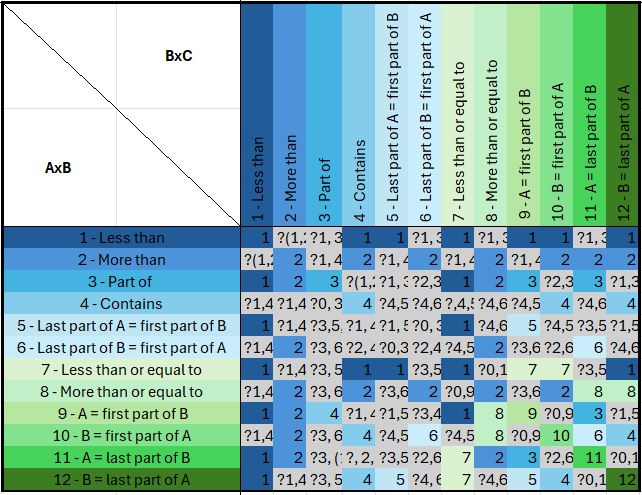 BxC
AxB
1 - Less than
2 - More than
3 - Part of
4 - Contains
5 - Last part of A = first part of B
6 - Last part of B = first part of A
7 - Less than or equal to
8 - More than or equal to
9 - A = first part of B
10 - B = first part of A
11 - A = last part of B
12 - B = last part of A
1 - Less than 1 ?(1,2 ?1, 3 1 1 ?1, 3 1 ?1, 3 1 1 ?1, 3 1
2 - More than ?(1,2 2 ?1, 4 2 2 2 ?1, 4 2 ?1, 4 2 2 2
3 - Part of 1 2 3 ?(1,2 ?1,3 ?2,3 1 2 3 ?2,3 3 ?1,3
4 - Contains ?1,4 ?1,4 ?0, 3 4 ?4,5 ?4,6 ?4,5 ?4,6 ?4,5 4 ?4,6 4
5 - Last part of A = first part of B 1 ?1,4 ?3,5 ?1, 4 ?1,5 ?0, 3 1 ?4,6 5 ?4,5 ?3,5 1
6 - Last part of B = first part of A ?1,4 2 ?3, 6 ?2, 4 ?0,3 ?2,4 ?4,5 2 ?3,6 ?2,6 6 ?4,6
7 - Less than or equal to 1 ?1,4 ?3,5 1 1 ?3,5 1 ?0,1 7 7 ?3,5 1
8 - More than or equal to ?1,4 2 ?3,6 2 ?3,6 2 ?0,9 2 ?3,6 2 8 8
9 - A = first part of B 1 2 4 ?1, 4 ?1,5 ?3,4 1 8 9 ?0,9 3 ?1,5
10 - B = first part of A ?1,4 2 ?3,6 4 ?4,5 6 ?4,5 8 ?0,9 10 6 4
11 - A = last part of B 1 2 ?3,5 ?2,6 7 2 3 ?2,6 11 ?0,1
12 - B = last part of A 1 ?1,4 ?3,5 4 5 ?4, 6 7 ?4,6 5 4 ?0,1 12